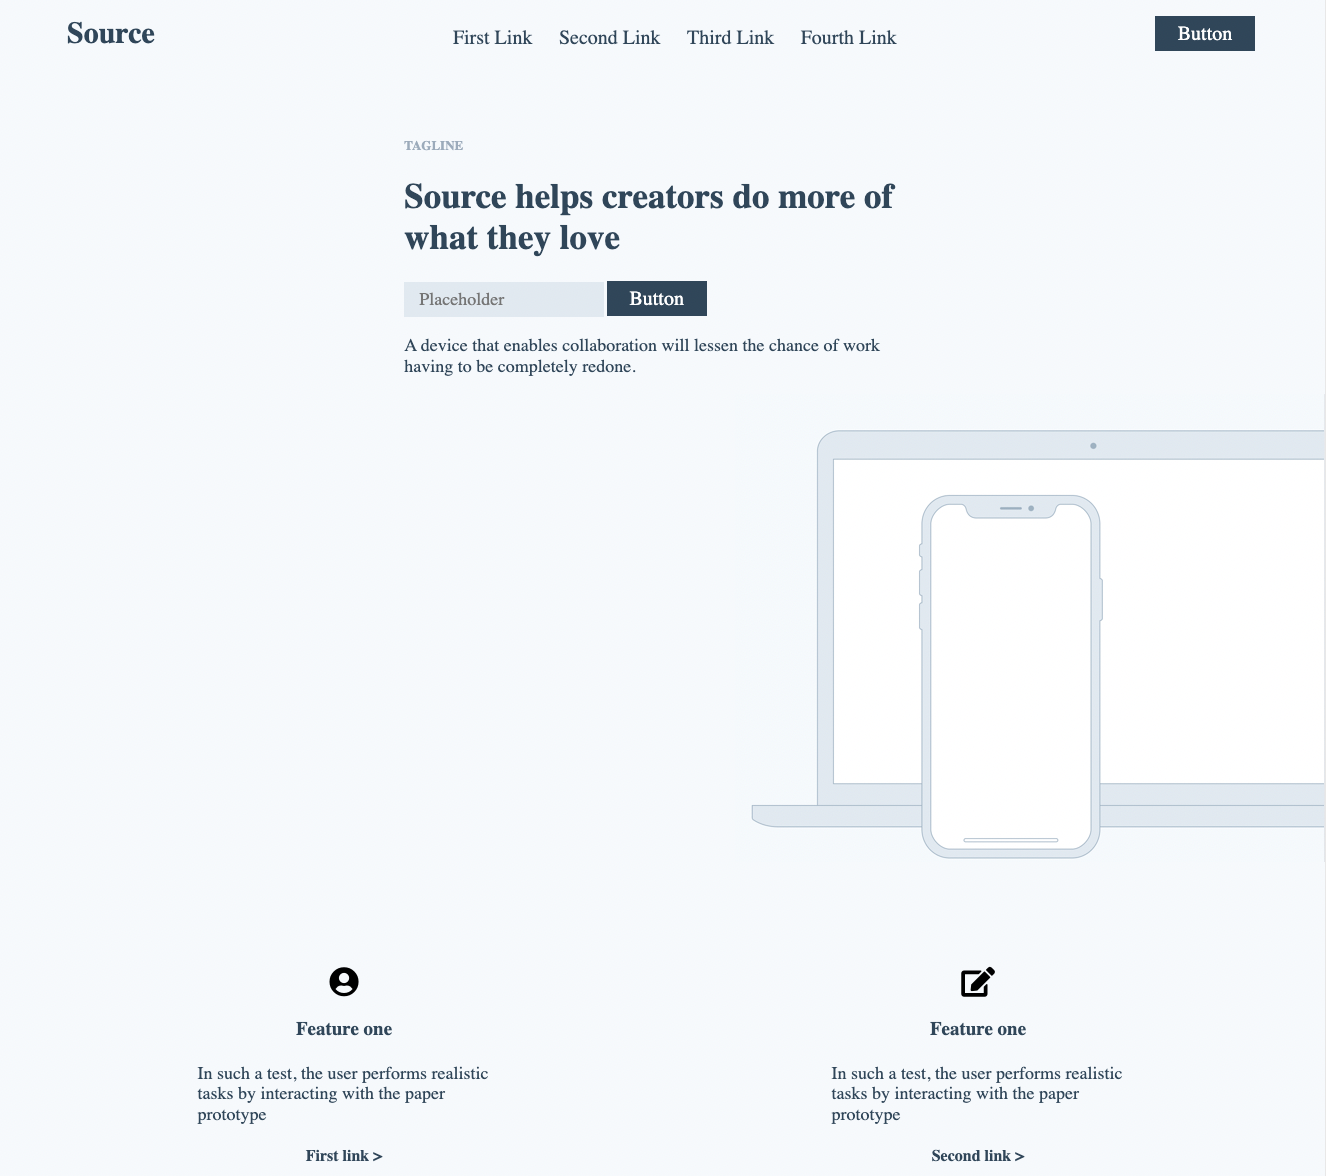 Source
First Link Second Link Third Link Fourth Link
Button
TAGLINE
Source helps creators do more of
what they love
Placeholder
Button
A device that enables collaboration will lessen the chance of work
having to be completely redone.
Feature one
In such a test, the user performs realistic
tasks by interacting with the paper
prototype
First link >
Feature one
In such a test, the user performs realistic
tasks by interacting with the paper
prototype
Second link >